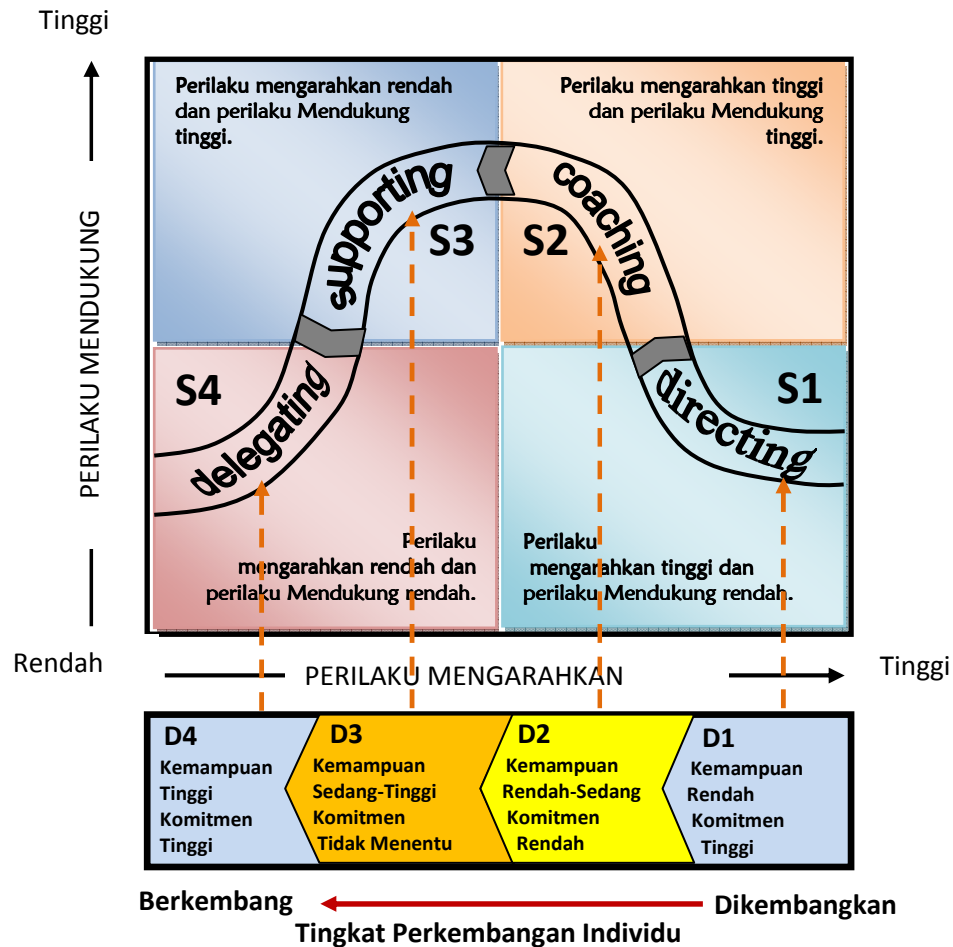 Tinggi
PERILAKU MENDUKUNG
Perilaku mengarahkan rendah
dan perilaku Mendukung
tinggi.
Perilaku mengarahkan tinggi
dan perilaku Mendukung
tinggi.
supporting
S3
coaching
S2
S4
delegating
S1
directing
Perilaku
mengarahkan rendah dan
perilaku Mendukung rendah.
Perilaku
mengarahkan tinggi dan
perilaku Mendukung rendah.
Rendah
PERILAKU MENGARAHKAN
Tinggi
D4
Kemampuan
Tinggi
Komitmen
Tinggi
D3
Kemampuan
Sedang-Tinggi
Komitmen
Tidak Menentu
D2
Kemampuan
Rendah-Sedang
Komitmen
Rendah
D1
Kemampuan
Rendah
Komitmen
Tinggi
Berkembang
Dikembangkan
Tingkat Perkembangan Individu